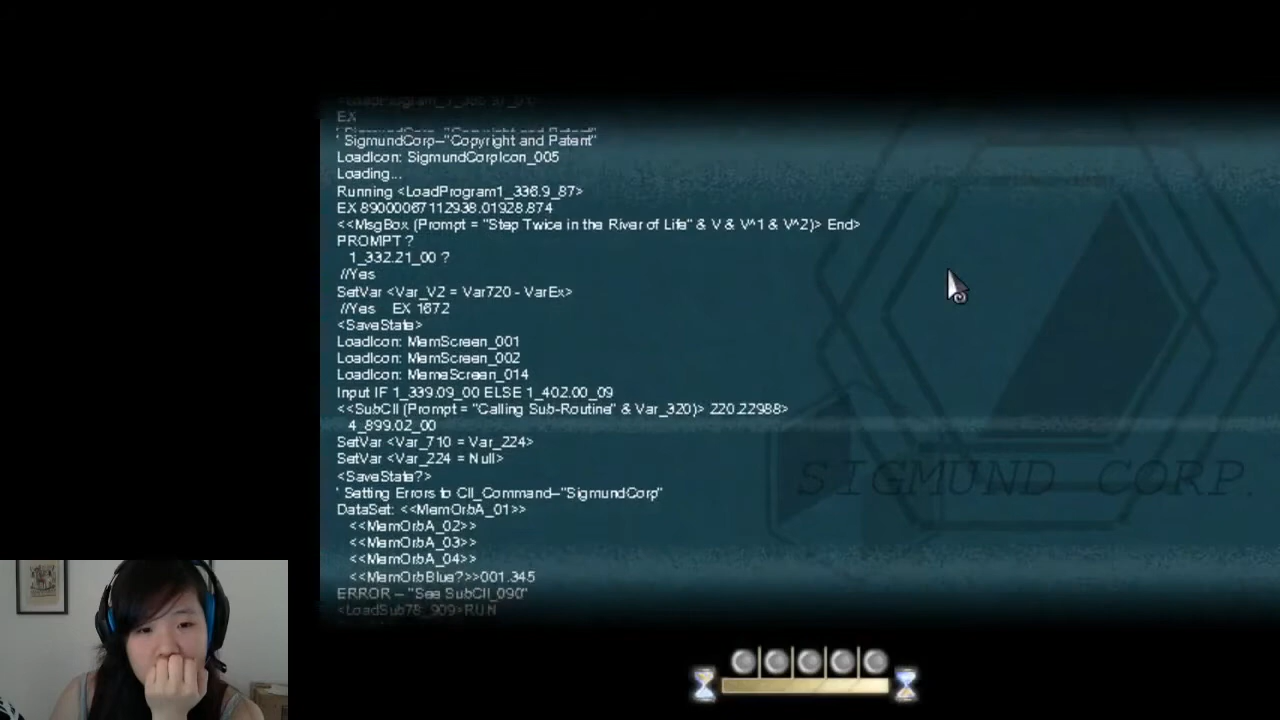 EX
' SigmundCorp--"Copyright and Patent"
LoadIcon: SigmundCorpIcon_005
Loading...
Running <LoadProgram1_336.9_87>
EX 89000067112938.01928.874
<<MsgBox (Prompt = "Step Twice in the River of Life" & V & V^1 & V^2)> End>
PROMPT ?
1_332.21_00 ?
//Yes
SetVar <Var_V2 = Var720 - VarEx>
//Yes EX 1672
<SaveState>
LoadIcon: MemScreen_001
LoadIcon: MemScreen_002
LoadIcon: MemeScreen_014
Input IF 1_339.09_00 ELSE 1_402.00_09
<<SubCll (Prompt = "Calling Sub-Routine" & Var_320)> 220.22988>
4_899.02_00
SetVar <Var_710 = Var_224>
SetVar <Var_224 = Null>
<SaveState?>
' Setting Errors to Cll_Command--"SigmundCorp"
DataSet: <<MemOrbA_01>>
<<MemOrbA_02>>
<<MemOrbA_03>>
<<MemOrbA_04>>
<<MemOrbBlue?>>001.345
ERROR -- "See SubCll_090"
<LoadSub78_909>RUN
SIGMUND CORP.